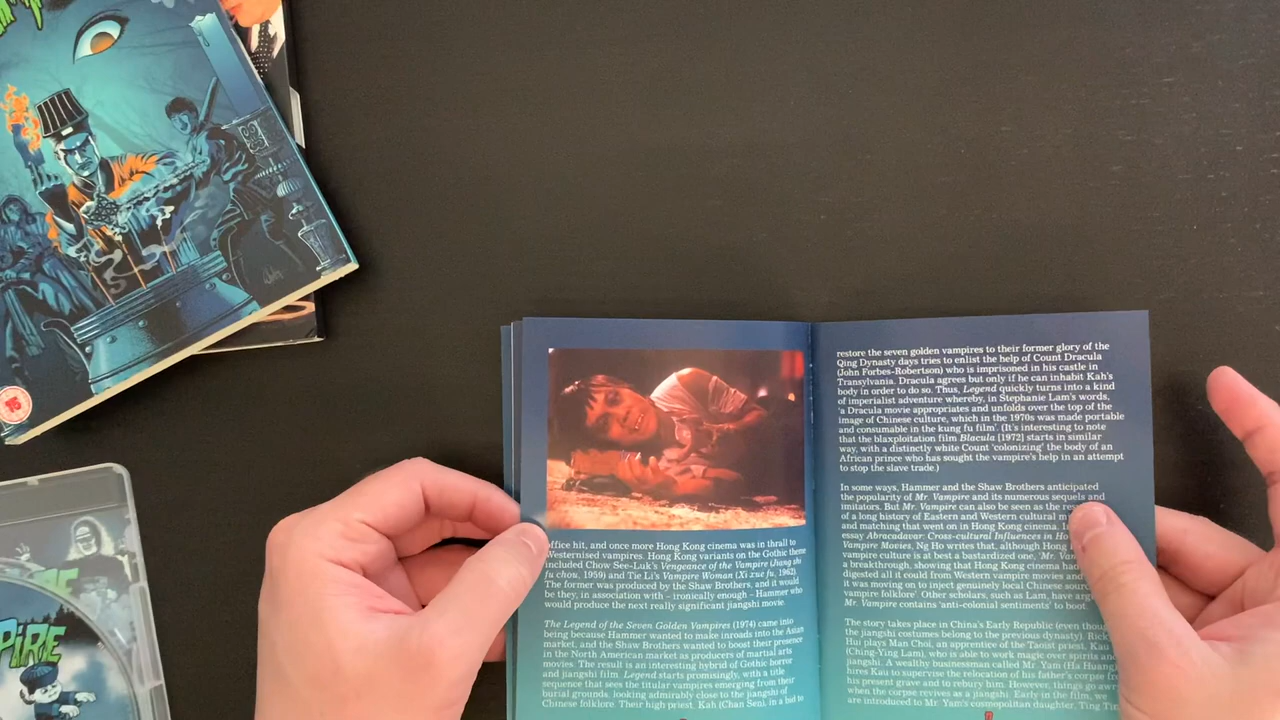 PIRE
office hit, and once more Hong Kong cinema was in thrall to
Westernised vampires. Hong Kong variants on the Gothic theme
included Chow See-Luk's Vengeance of the Vampire (Jiang shi
fu chou, 1959) and Tie Li's Vampire Woman (Xi xue fu, 1962).
The former was produced by the Shaw Brothers, and it would
be they, in association with – ironically enough – Hammer who
would produce the next really significant jiangshi movie.
The Legend of the Seven Golden Vampires (1974) came into
being because Hammer wanted to make inroads into the Asian
market, and the Shaw Brothers wanted to boost their presence
in the North American market as producers of martial arts
movies. The result is an interesting hybrid of Gothic horror
and jiangshi film. Legend starts promisingly, with a title
sequence that sees the titular vampires emerging from their
burial grounds, looking admirably close to the jiangshi of
Chinese folklore. Their high priest, Kah (Chan Sen), in a bid to
restore the seven golden vampires to their former glory of the
Qing Dynasty days tries to enlist the help of Count Dracula
(John Forbes-Robertson) who is imprisoned in his castle in
Transylvania. Dracula agrees but only if he can inhabit Kah's
body in order to do so. Thus, Legend quickly turns into a kind
of imperialist adventure whereby, in Stephanie Lam's words,
'a Dracula movie appropriates and unfolds over the top of the
image of Chinese culture, which in the 1970s was made portable
and consumable in the kung fu film'. (It's interesting to note
that the blaxploitation film Blacula [1972] starts in similar
way, with a distinctly white Count 'colonizing' the body of an
African prince who has sought the vampire's help in an attempt
to stop the slave trade.)
In some ways, Hammer and the Shaw Brothers anticipated
the popularity of Mr. Vampire and its numerous sequels and
imitators. But Mr. Vampire can also be seen as the
of a long history of Eastern and Western cultural
and matching that went on in Hong Kong cinema.
essay Abracadavar: Cross-cultural Influences in
Vampire Movies, Ng Ho writes that, although Hong
vampire culture is at best a bastardized one, 'Mr.
a breakthrough, showing that Hong Kong cinema had
digested all it could from Western vampire movies and
it was moving on to inject genuinely local Chinese
vampire folklore' Other scholars, such as Lam, have
Mr. Vampire contains 'anti-colonial sentiments' to boot.
The story takes place in China's Early Republic (even
the jiangshi costumes belong to the previous dynasty).
Hui plays Man Choi, an apprentice of the Taoist priest, Kau
(Ching-Ying Lam), who is able to work magic over spirits and
jiangshi. A wealthy businessman called Mr. Yam (Ha Huang)
hires Kau to supervise the relocation of his father's corpse
his present grave and to rebury him. However, things go awry
when the corpse revives as a jiangshi. Early in the film, we
are introduced to Mr. Yam's cosmopolitan daughter, Ting